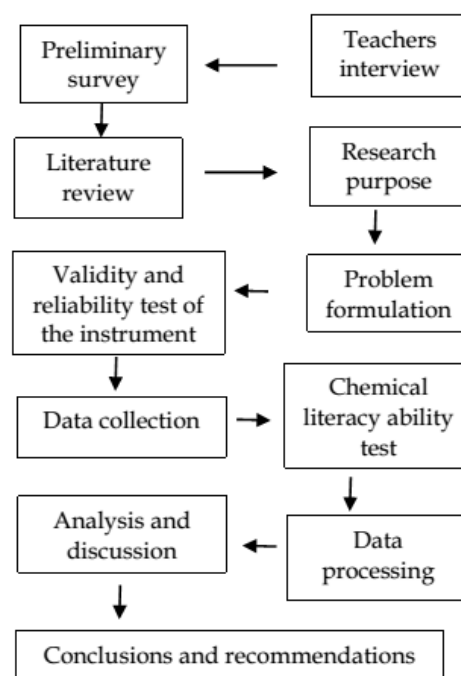 Preliminary
survey
Teachers
interview
Literature
review
Research
purpose
Validity and
reliability test of
the instrument
Problem
formulation
Data collection
Chemical
literacy ability
test
Analysis and
discussion
Data
processing
Conclusions and recommendations